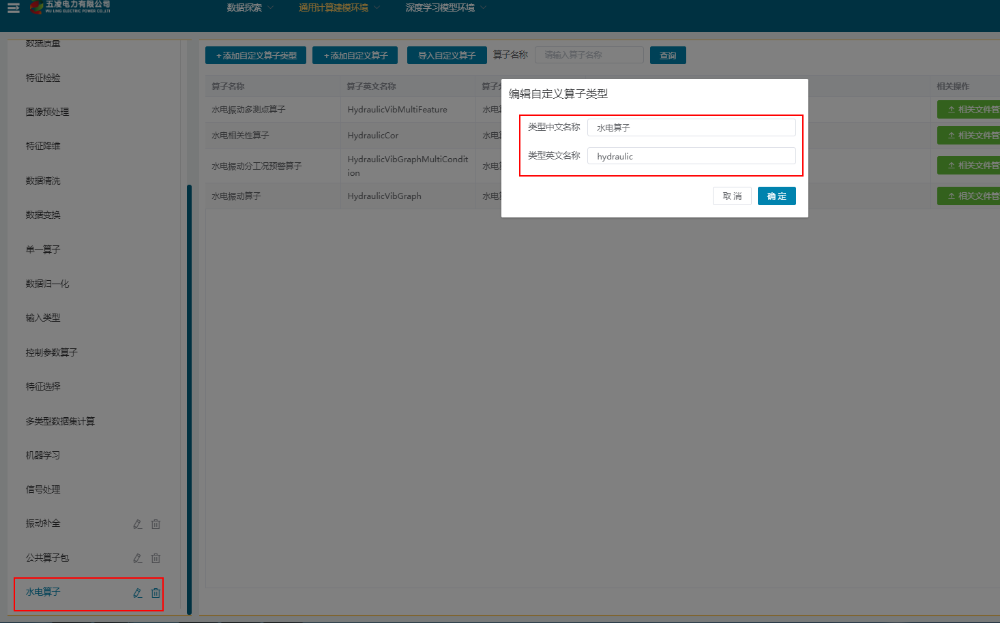 五凌电力有限公司
WU LING ELECTRIC POWER CO.,LTD
数据探索
通用计算建模环境
深度学习模型环境
数据质量
特征检验
图像预处理
特征降维
数据清洗
数据变换
单一算子
数据归一化
输入类型
控制参数算子
特征选择
多类型数据集计算
机器学习
信号处理
振动补全
公共算子包
水电算子
+添加自定义算子类型
+添加自定义算子
导入自定义算子
算子名称
请输入算子名称
查询
算子名称
算子英文名称
相关操作
水电振动多测点算子
HydraulicVibMultiFeature
水电
相关文件管
水电相关性算子
HydraulicCor
水电
相关文件管
水电振动分工况预警算子
HydraulicVibGraphMultiCondit
ion
水电
相关文件管
水电振动算子
HydraulicVibGraph
水电
相关文件管
编辑自定义算子类型
类型中文名称
水电算子
类型英文名称
hydraulic
取 消
确 定